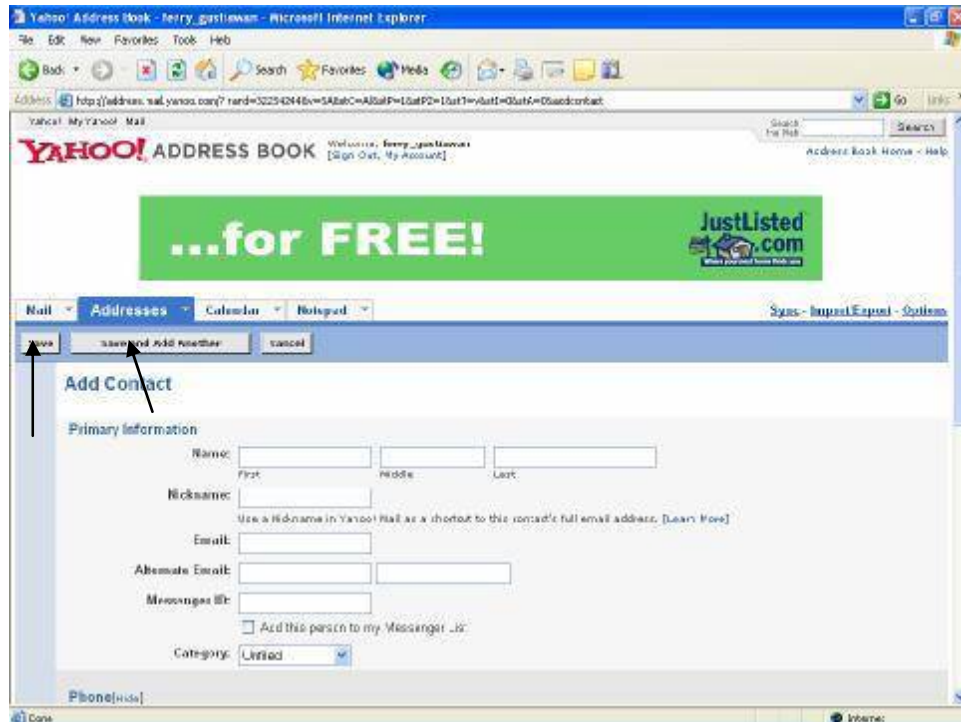 Yahoo! Address Book - ferry_gustiawan - Microsoft Internet Explorer
File Edit View Favorites Tools Help
Back Search Favorites Media
Address Go Links
Yahoo! My Yahoo! Mail
Search the Web Search
YAHOO! ADDRESS BOOK
Welcome, ferry_gustiawan
[Sign Out, My Account]
Address Book Home - Help
...for FREE!
JustListed
.com
Mail Addresses Calendar Notepad
Sync - Import/Export - Options
Save Save and Add Another Cancel
Add Contact
Primary Information
Name:
First Middle Last
Nickname:
Use a Nickname in Yahoo! Mail as a shortcut to this contact's full email address. [Learn More]
Email:
Alternate Email:
Messenger ID:
Add this person to my Messenger List
Category: Unfiled
Phone[Hide]
Done Internet